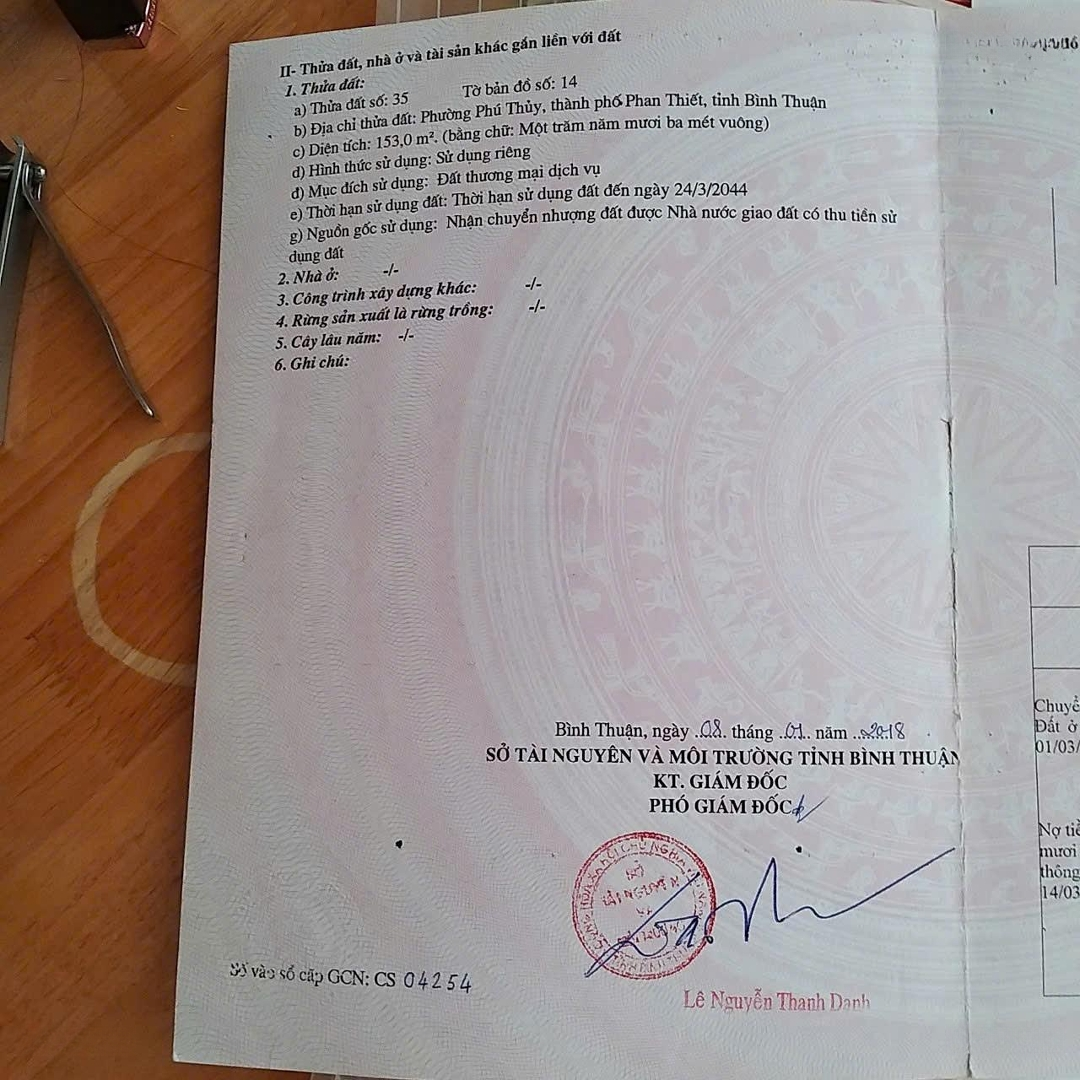 II- Thửa đất, nhà ở và tài sản khác gắn liền với đất
1. Thửa đất:
a) Thửa đất số: 35 Tờ bản đồ số: 14
b) Địa chỉ thửa đất: Phường Phú Thủy, thành phố Phan Thiết, tỉnh Bình Thuận
c) Diện tích: 153,0 m². (bằng chữ: Một trăm năm mươi ba mét vuông)
d) Hình thức sử dụng: Sử dụng riêng
đ) Mục đích sử dụng: Đất thương mại dịch vụ
e) Thời hạn sử dụng đất: Thời hạn sử dụng đất đến ngày 24/3/2044
g) Nguồn gốc sử dụng: Nhận chuyển nhượng đất được Nhà nước giao đất có thu tiền sử
dụng đất
2. Nhà ở: -/-
3. Công trình xây dựng khác: -/-
4. Rừng sản xuất là rừng trồng: -/-
5. Cây lâu năm: -/-
6. Ghi chú:
Bình Thuận, ngày .08. tháng .01.. năm ..2018
SỞ TÀI NGUYÊN VÀ MÔI TRƯỜNG TỈNH BÌNH THUẬN
KT. GIÁM ĐỐC
PHÓ GIÁM ĐỐC
SỞ
TÀI NGUYÊN
VÀ
Lê Nguyễn Thanh Danh
Số vào sổ cấp GCN: CS 04254
Chuyể
Đất ở
01/03/
Nợ tiề
mươi
thông
14/03